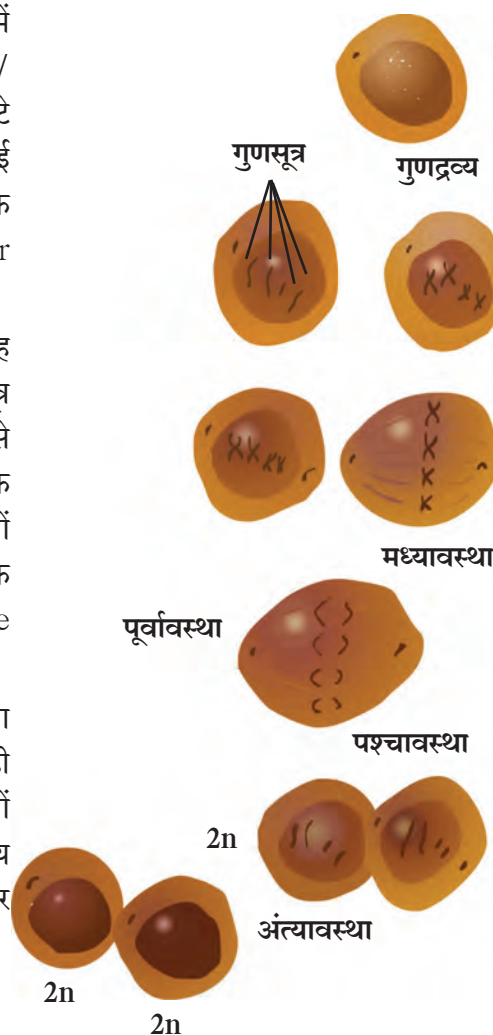 में
/
टे
ई
क
r
ह
त्र
से
क
ों
क
e
ा
ही
ों
थ
र
गुणसूत्र
गुणद्रव्य
मध्यावस्था
पूर्वावस्था
पश्चावस्था
2n
अंत्यावस्था
2n
2n